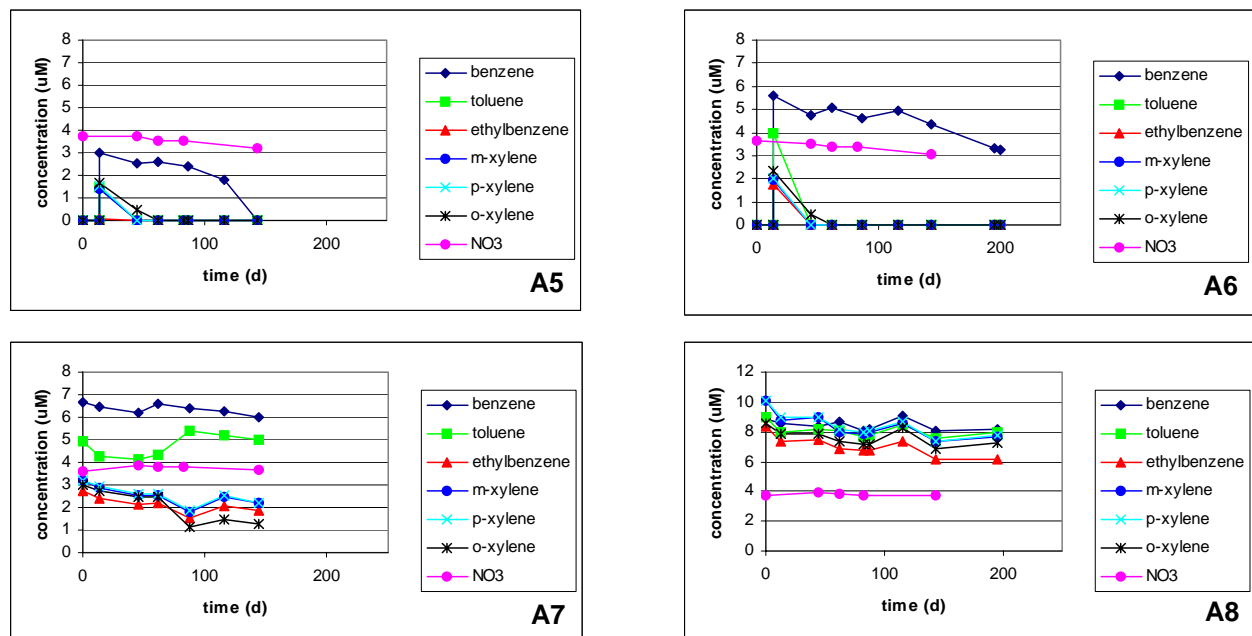 8
7
6
5
4
3
2
1
0
concentration (uM)
0 100 200
time (d)
benzene
toluene
ethylbenzene
m-xylene
p-xylene
o-xylene
NO3
A5
8
7
6
5
4
3
2
1
0
concentration (uM)
0 100 200
time (d)
benzene
toluene
ethylbenzene
m-xylene
p-xylene
o-xylene
NO3
A6
8
7
6
5
4
3
2
1
0
concentration (uM)
0 100 200
time (d)
benzene
toluene
ethylbenzene
m-xylene
p-xylene
o-xylene
NO3
A7
12
10
8
6
4
2
0
concentration (uM)
0 100 200
time (d)
benzene
toluene
ethylbenzene
m-xylene
p-xylene
o-xylene
NO3
A8